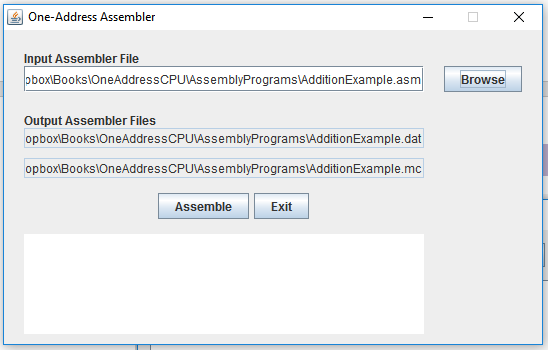 One-Address Assembler
Input Assembler File
opbox\Books\OneAddressCPU\AssemblyPrograms\AdditionExample.asm
Browse
Output Assembler Files
opbox\Books\OneAddressCPU\AssemblyPrograms\AdditionExample.dat
opbox\Books\OneAddressCPU\AssemblyPrograms\AdditionExample.mc
Assemble Exit